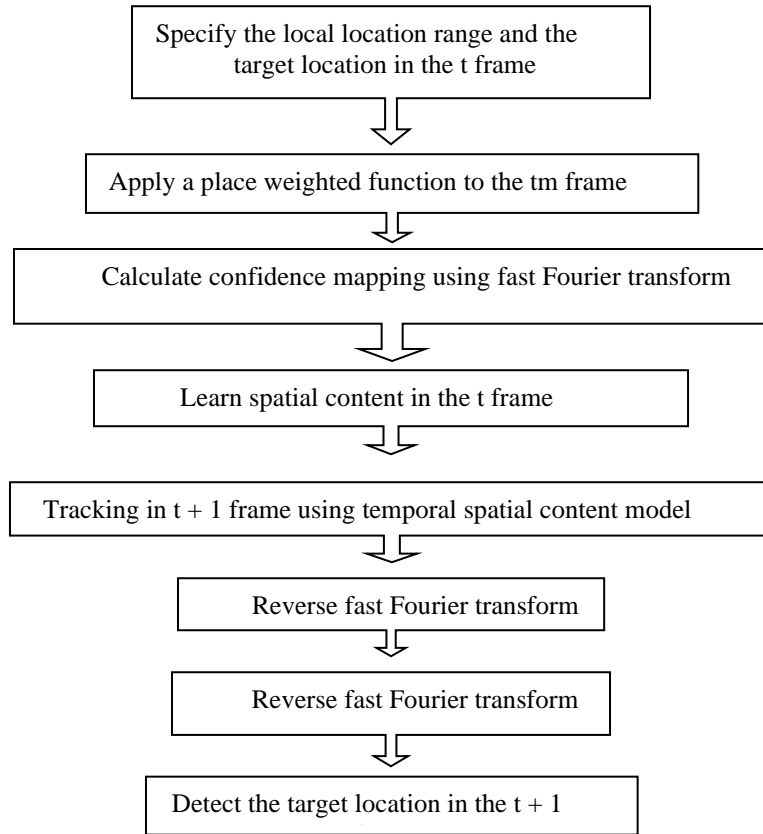 Specify the local location range and the
target location in the t frame
Apply a place weighted function to the tm frame
Calculate confidence mapping using fast Fourier transform
Learn spatial content in the t frame
Tracking in t + 1 frame using temporal spatial content model
Reverse fast Fourier transform
Reverse fast Fourier transform
Detect the target location in the t + 1